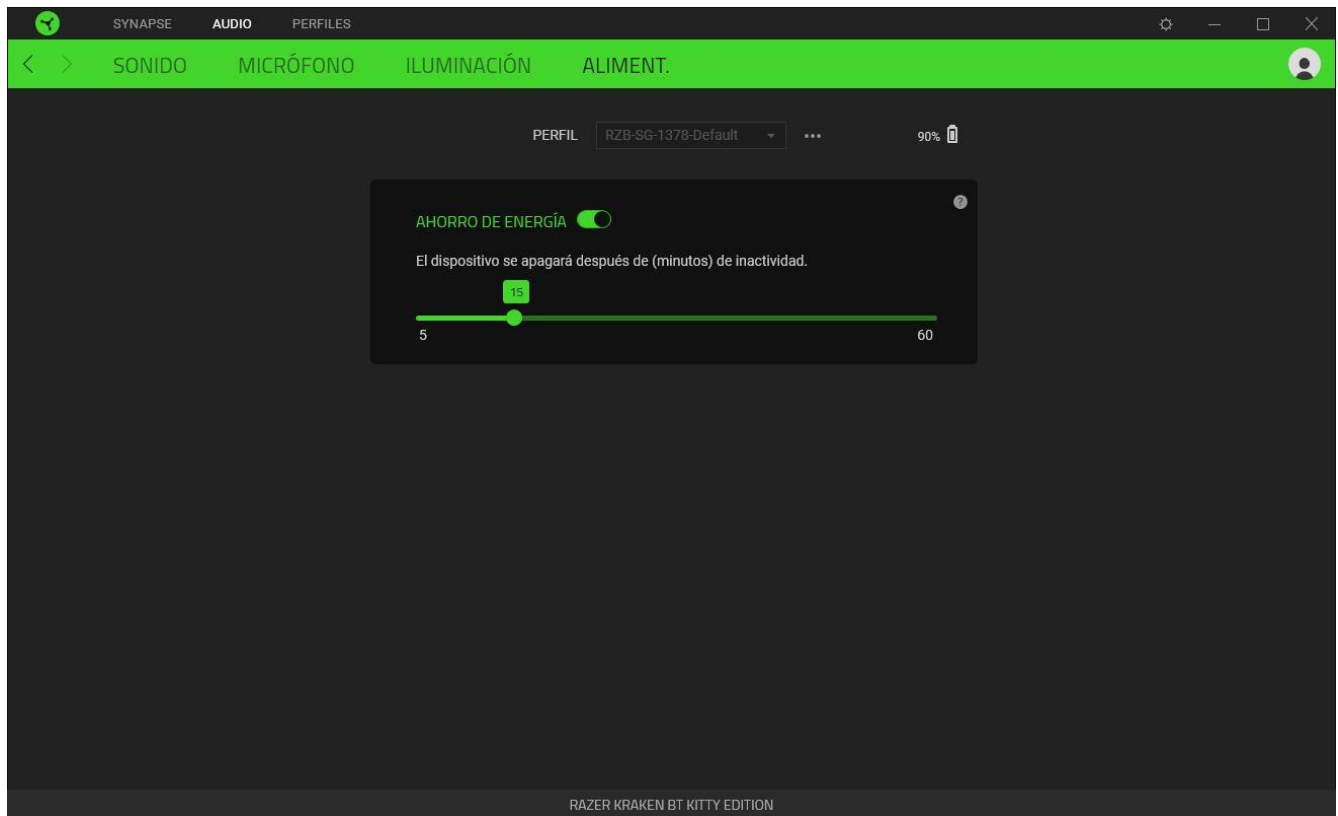 SYNAPSE AUDIO PERFILES
SONIDO MICRÓFONO ILUMINACIÓN ALIMENT.
PERFIL RZB-SG-1378-Default 90%
AHORRO DE ENERGÍA
El dispositivo se apagará después de (minutos) de inactividad.
15
5 60
RAZER KRAKEN BT KITTY EDITION